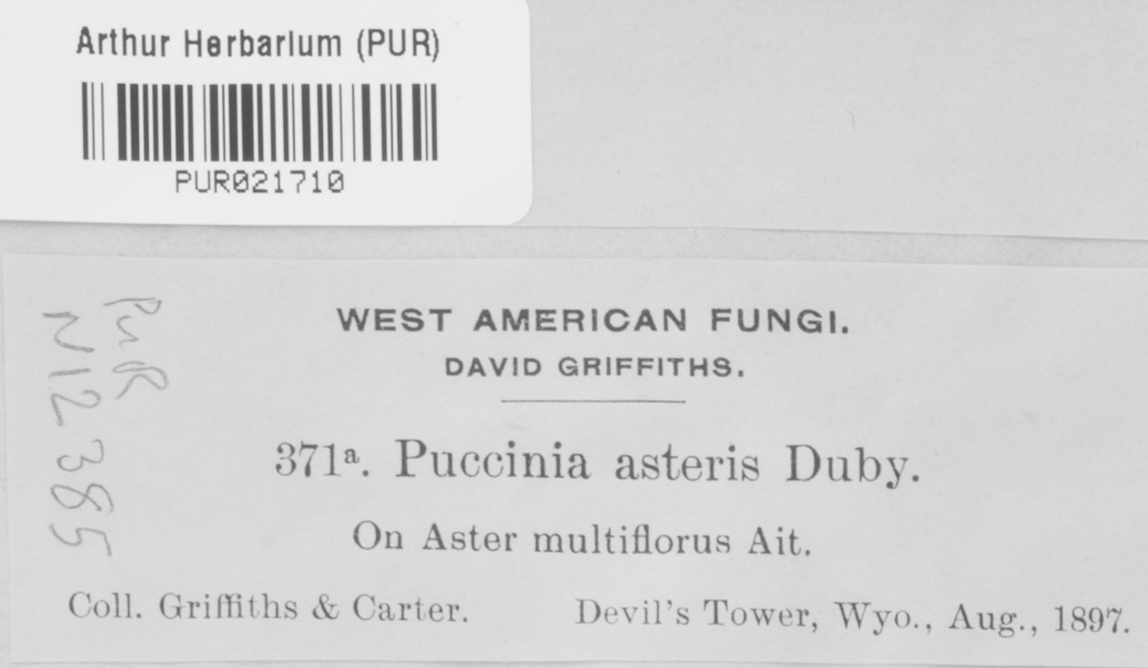 Arthur Herbarium (PUR)
PUR021710
PUR
N12385
WEST AMERICAN FUNGI.
DAVID GRIFFITHS.
371a. Puccinia asteris Duby.
On Aster multiflorus Ait.
Coll. Griffiths & Carter. Devil's Tower, Wyo., Aug., 1897.